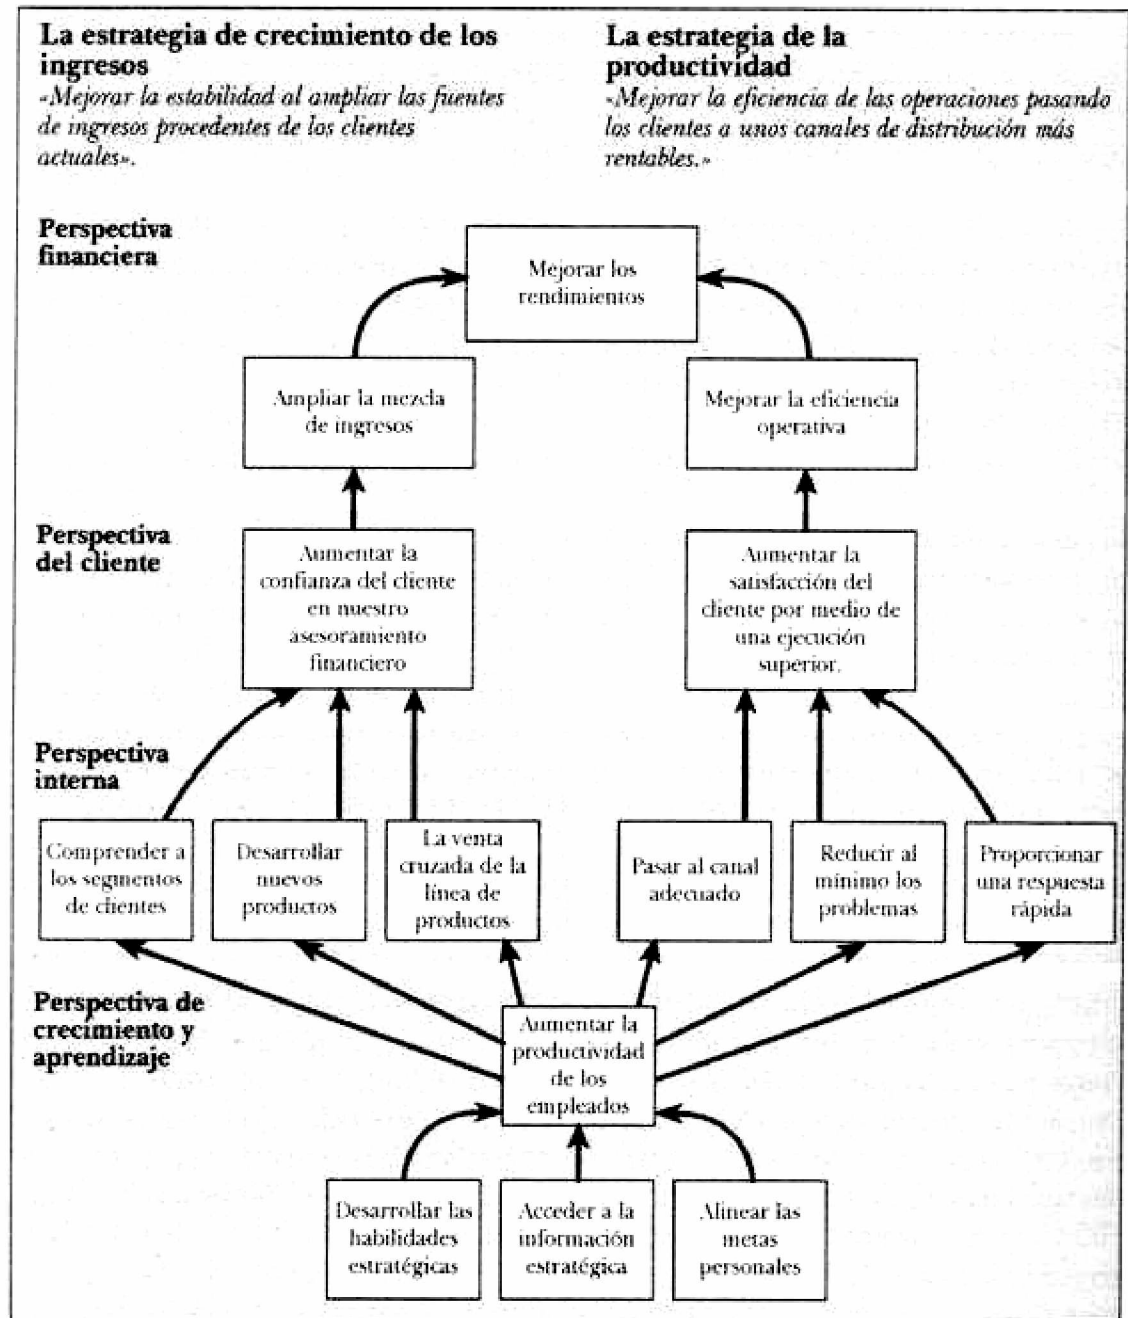 La estrategia de crecimiento de los
ingresos
«Mejorar la estabilidad al ampliar las fuentes
de ingresos procedentes de los clientes
actuales».
La estrategia de la
productividad
«Mejorar la eficiencia de las operaciones pasando
los clientes a unos canales de distribución más
rentables.»
Perspectiva
financiera
Mejorar los
rendimientos
Ampliar la mezcla
de ingresos
Mejorar la eficiencia
operativa
Perspectiva
del cliente
Aumentar la
confianza del cliente
en nuestro
asesoramiento
financiero
Aumentar la
satisfacción del
cliente por medio de
una ejecución
superior.
Perspectiva
interna
Comprender a
los segmentos
de clientes
Desarrollar
nuevos
productos
La venta
cruzada de la
línea de
productos
Pasar al canal
adecuado
Reducir al
mínimo los
problemas
Proporcionar
una respuesta
rápida
Perspectiva de
crecimiento y
aprendizaje
Aumentar la
productividad
de los
empleados
Desarrollar las
habilidades
estratégicas
Acceder a la
información
estratégica
Alinear las
metas
personales